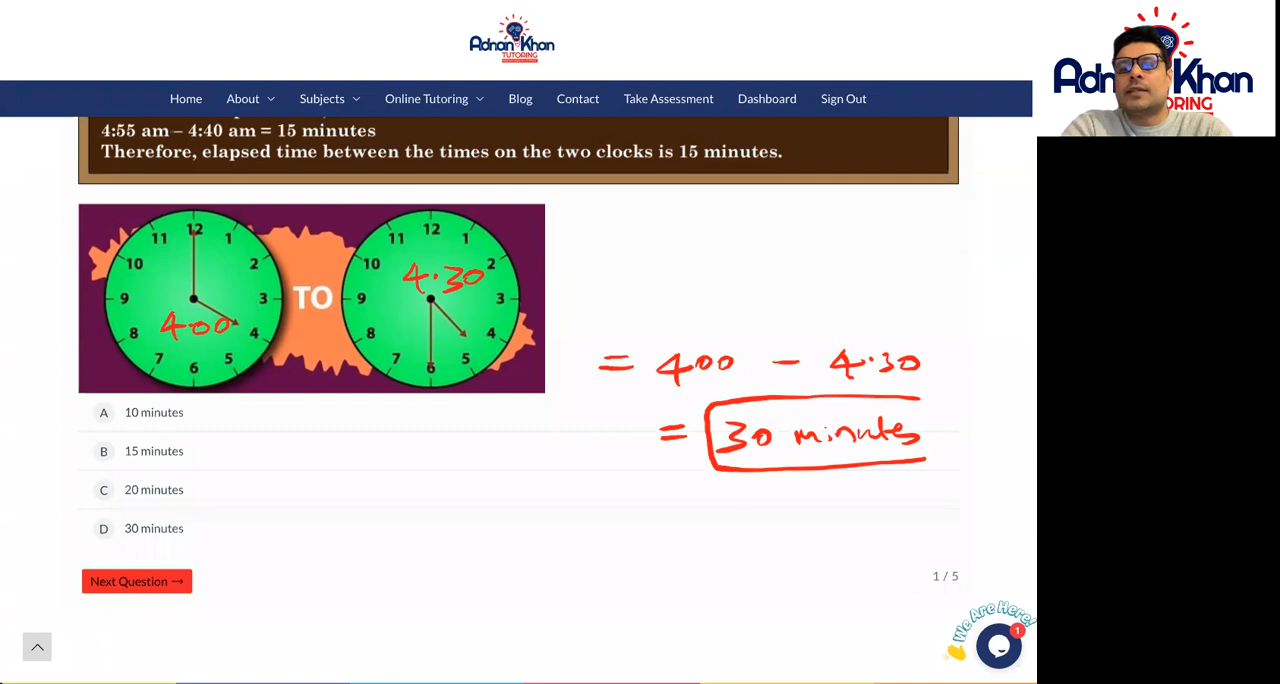 Adnan Khan
TUTORING
Adnan Khan
TUTORING
Home About Subjects Online Tutoring Blog Contact Take Assessment Dashboard Sign Out
4:55 am – 4:40 am = 15 minutes
Therefore, elapsed time between the times on the two clocks is 15 minutes.
12 1 2 3 4 5 6 7 8 9 10 11
4.00
TO
12 1 2 3 4 5 6 7 8 9 10 11
4.30
= 4.00 – 4.30
= 30 minutes
A 10 minutes
B 15 minutes
C 20 minutes
D 30 minutes
Next Question →
1 / 5
We Are Here!
1